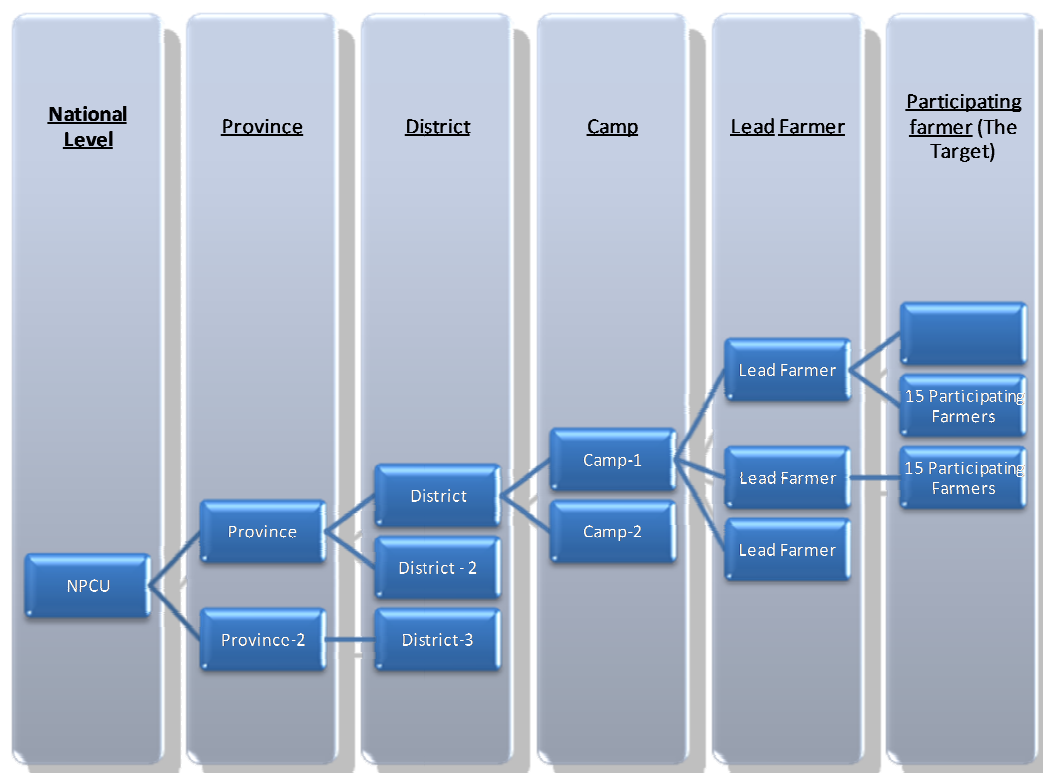 National
Level
Province
District
Camp
Lead Farmer
Participating
farmer (The
Target)
NPCU
Province
Province-2
District
District - 2
District-3
Camp-1
Camp-2
Lead Farmer
Lead Farmer
Lead Farmer
15 Participating
Farmers
15 Participating
Farmers